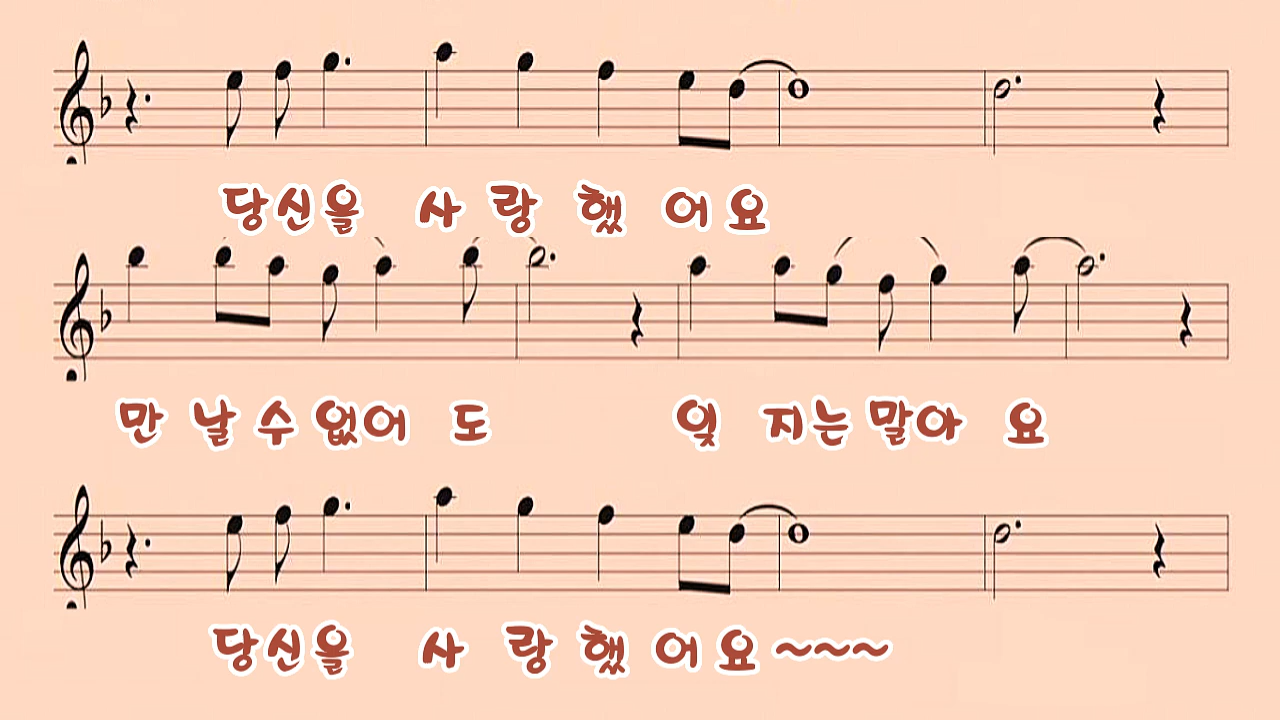 당신을 사 랑 했 어 요
만 날 수 없어 도 잊 지는 말아 요
당신을 사 랑 했 어 요~~~